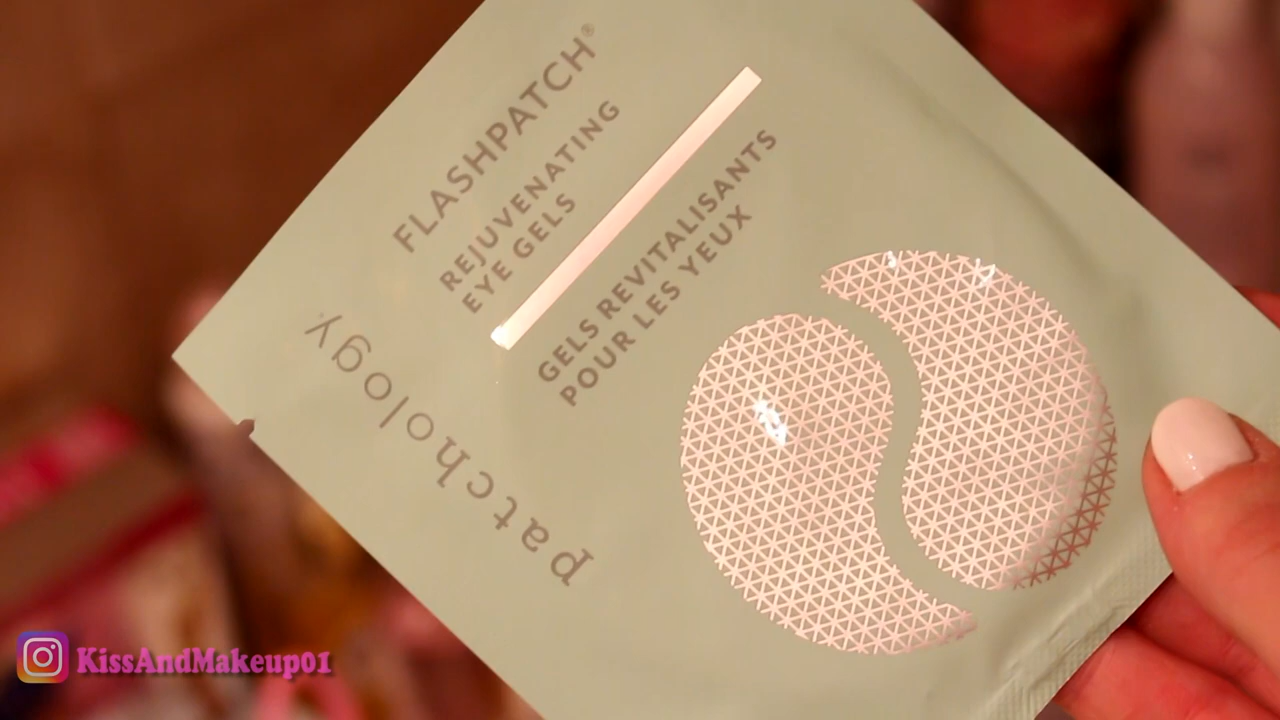 FLASHPATCH®
REJUVENATING
EYE GELS
GELS REVITALISANTS
POUR LES YEUX
patchology
KissAndMakeup01